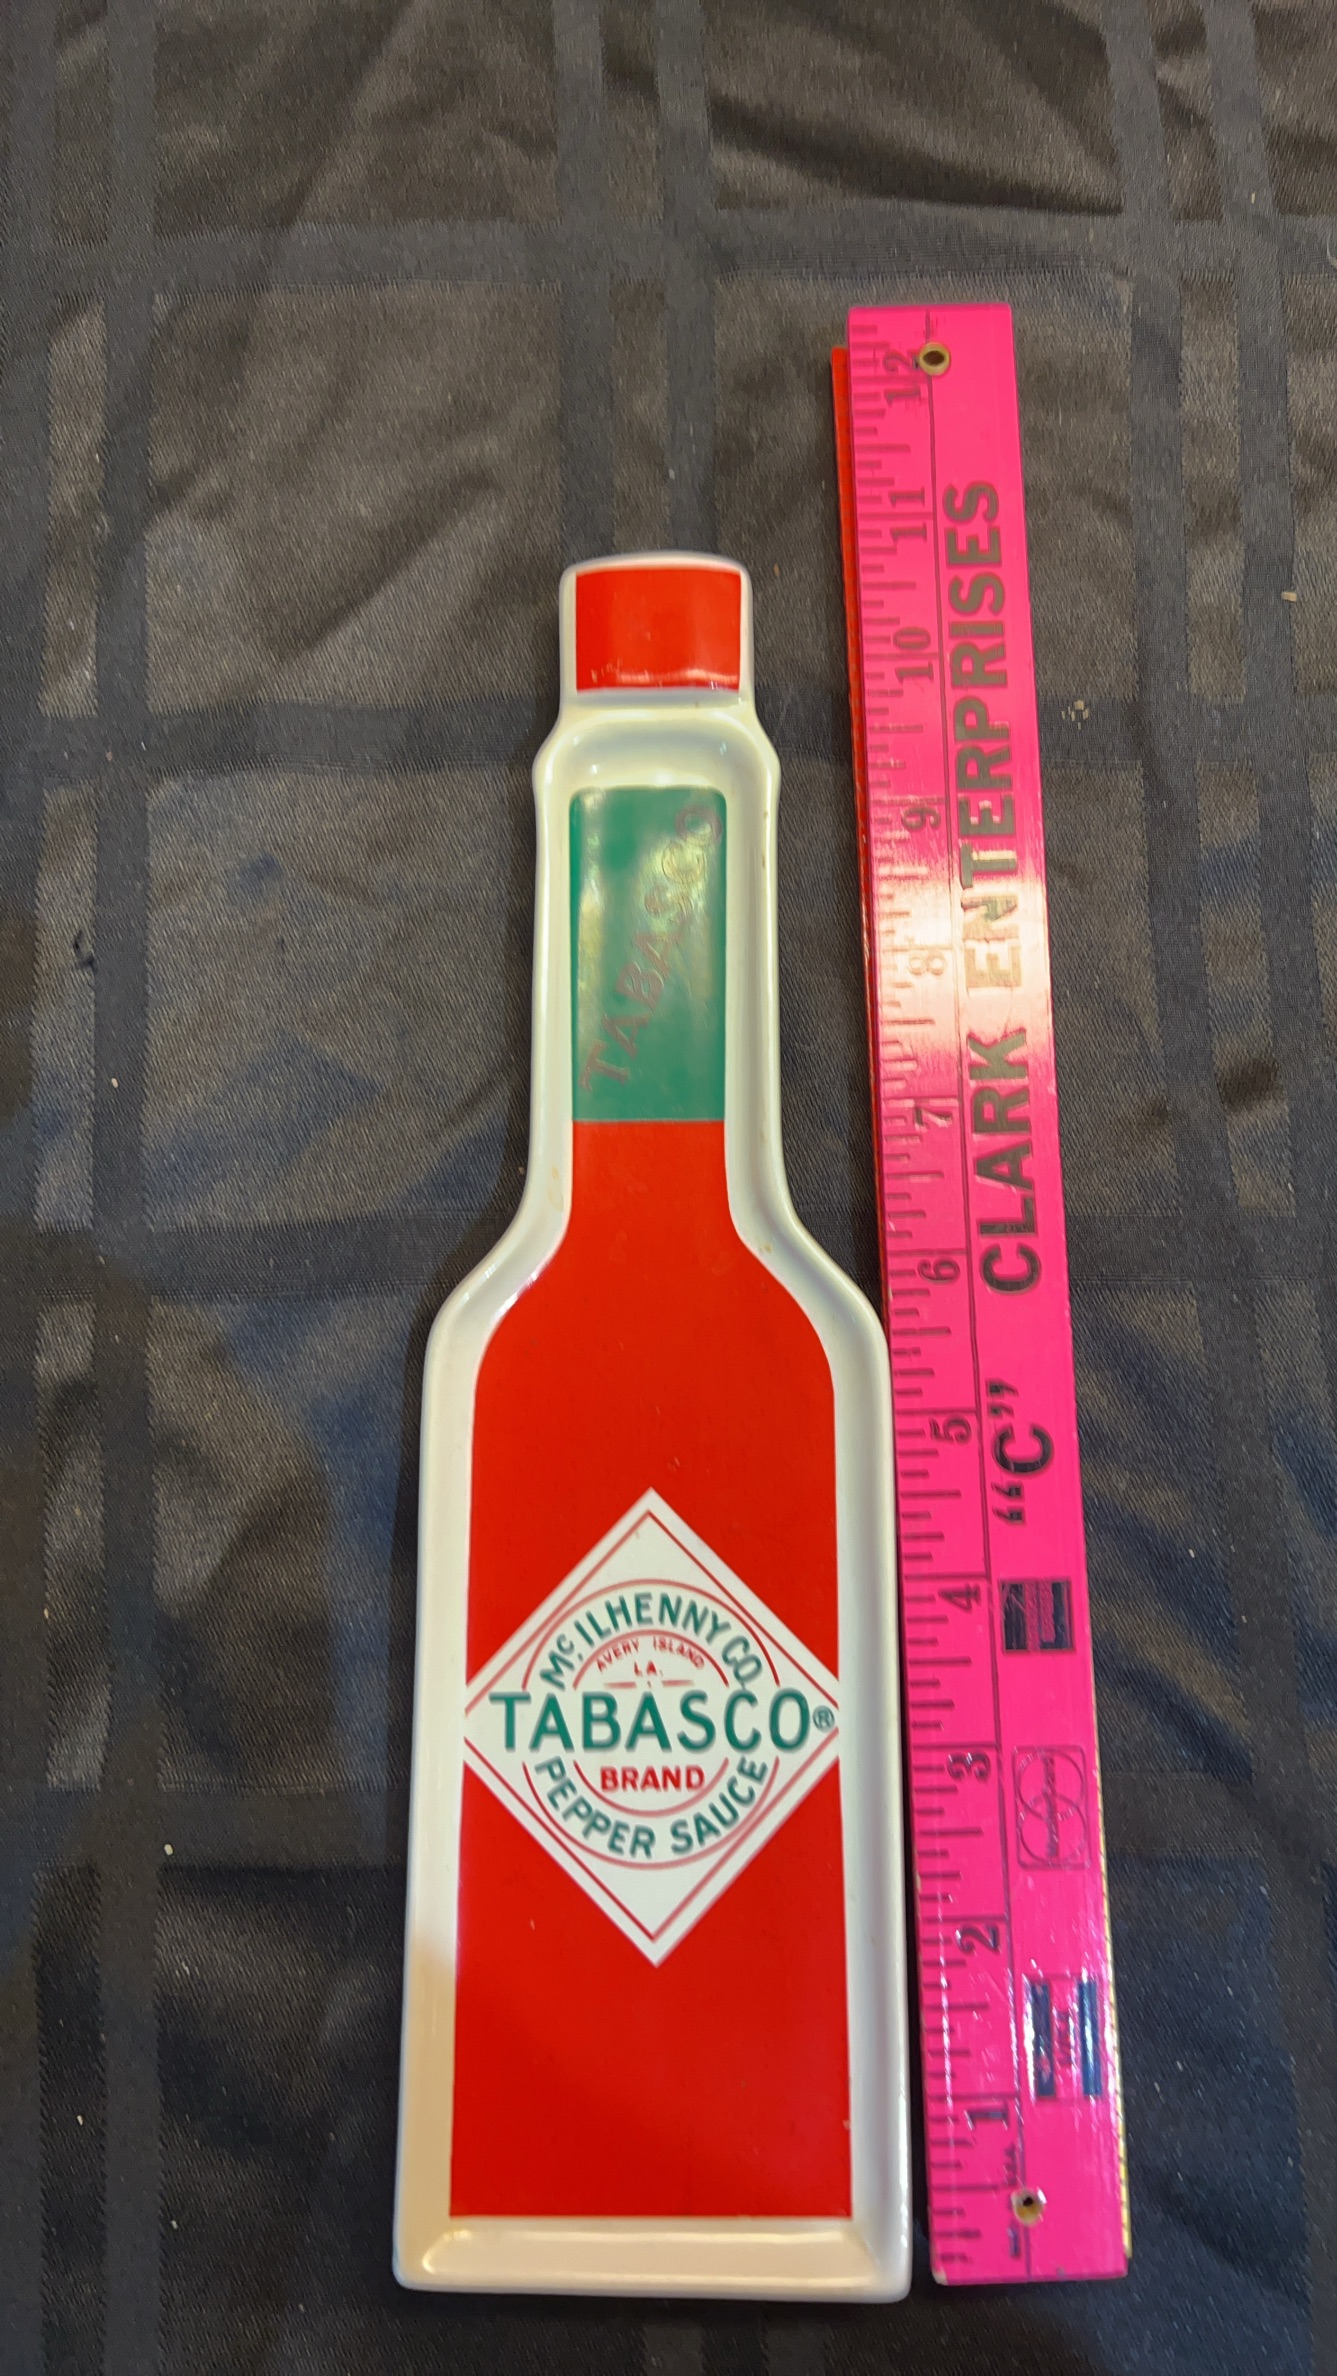 TABASCO
McILHENNY CO.
AVERY ISLAND
LA.
TABASCO®
BRAND
PEPPER SAUCE
"C" CLARK ENTERPRISES
1 2 3 4 5 6 7 8 9 10 11 12